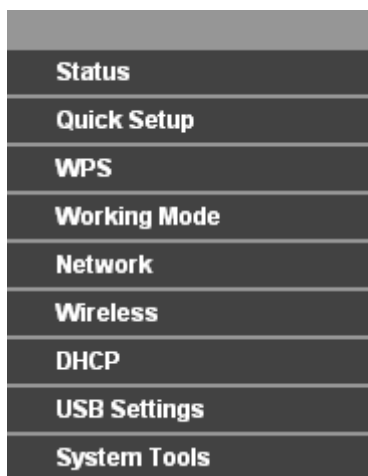 Status
Quick Setup
WPS
Working Mode
Network
Wireless
DHCP
USB Settings
System Tools